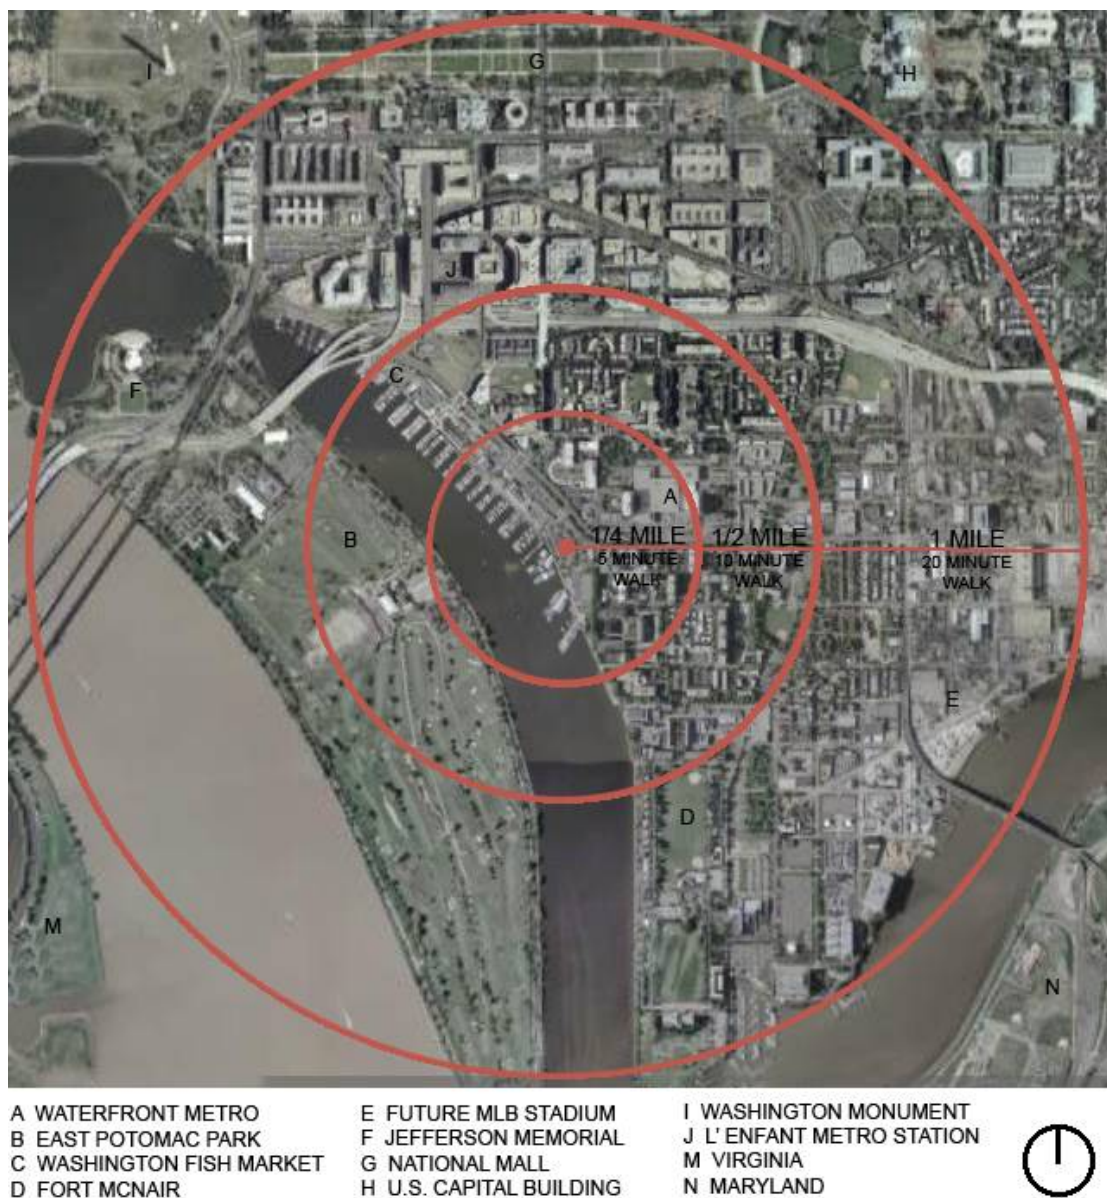 I
G
H
J
C
F
A
B
1/4 MILE 1/2 MILE 1 MILE
5 MINUTE 10 MINUTE 20 MINUTE
WALK WALK WALK
E
D
M
N
A WATERFRONT METRO
B EAST POTOMAC PARK
C WASHINGTON FISH MARKET
D FORT MCNAIR
E FUTURE MLB STADIUM
F JEFFERSON MEMORIAL
G NATIONAL MALL
H U.S. CAPITAL BUILDING
I WASHINGTON MONUMENT
J L' ENFANT METRO STATION
M VIRGINIA
N MARYLAND